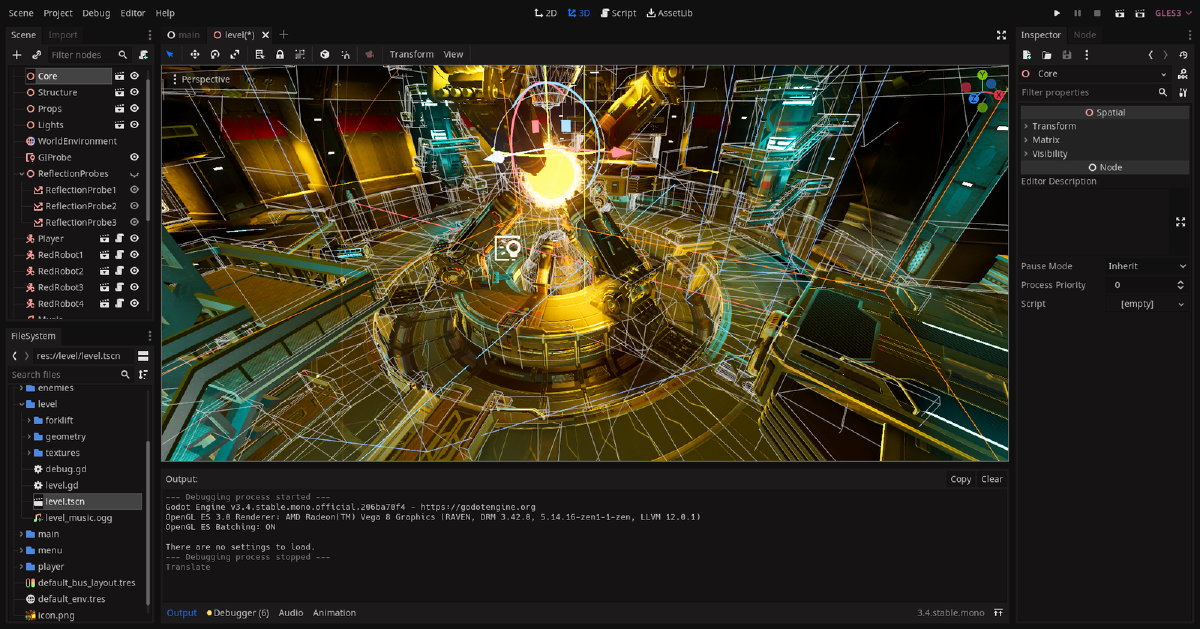 Scene Project Debug Editor Help
2D 3D Script AssetLib
GLES3
Scene Import
main level(*)
Inspector Node
Filter nodes
Transform View
Core
Structure
Props
Lights
WorldEnvironment
GIProbe
ReflectionProbes
ReflectionProbe1
ReflectionProbe2
ReflectionProbe3
Player
RedRobot1
RedRobot2
RedRobot3
RedRobot4
FileSystem
res://level/level.tscn
Search files
enemies
level
forklift
geometry
textures
debug.gd
level.gd
level.tscn
level_music.ogg
main
menu
player
default_bus_layout.tres
default_env.tres
icon.png
Perspective
Y
X
Z
Output:
Copy Clear
--- Debugging process started ---
Godot Engine v3.4.stable.mono.official.206ba70f4 - https://godotengine.org
OpenGL ES 3.0 Renderer: AMD Radeon(TM) Vega 8 Graphics (RAVEN, DRM 3.42.0, 5.14.16-zen1-1-zen, LLVM 12.0.1)
OpenGL ES Batching: ON
There are no settings to load.
--- Debugging process stopped ---
Translate
Output Debugger (6) Audio Animation
3.4.stable.mono
Core
Filter properties
Spatial
Transform
Matrix
Visibility
Node
Editor Description
Pause Mode Inherit
Process Priority 0
Script [empty]